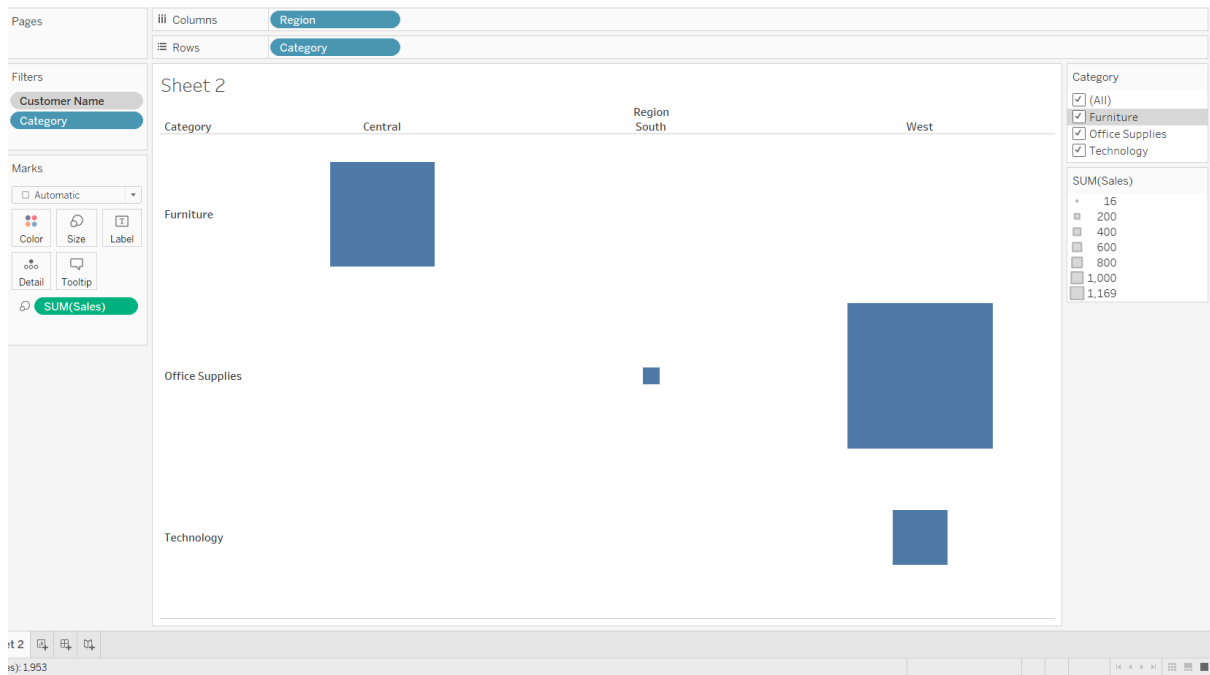 Pages
Columns
Region
Rows
Category
Filters
Customer Name
Category
Marks
Automatic
Color
Size
T
Label
Detail
Tooltip
SUM(Sales)
Sheet 2
Region
Category
Central
South
West
Furniture
Office Supplies
Technology
Category
(All)
Furniture
Office Supplies
Technology
SUM(Sales)
16
200
400
600
800
1,000
1,169
et 2
es): 1,953